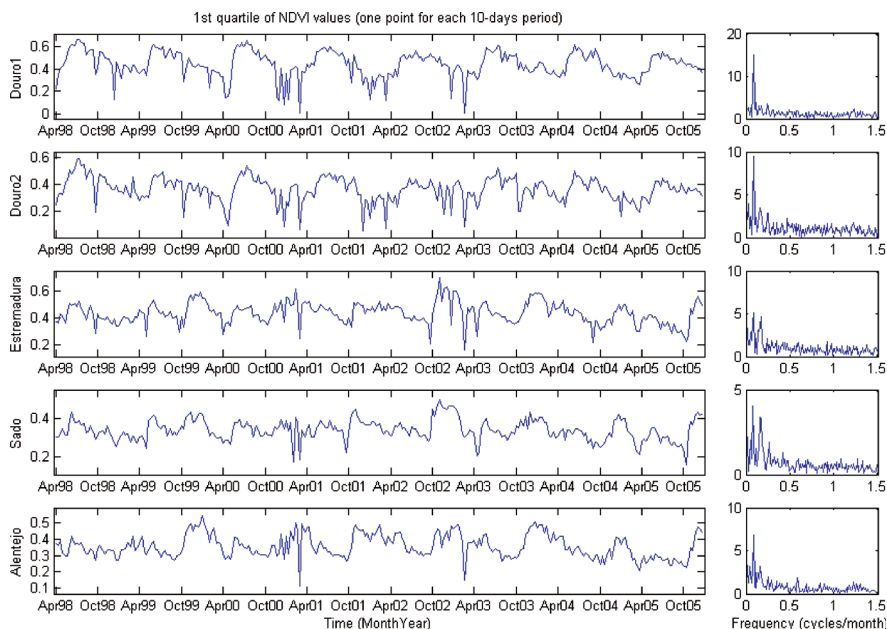 1st quartile of NDVI values (one point for each 10-days period)
Douro1
0.6
0.4
0.2
0
Apr98 Oct98 Apr99 Oct99 Apr00 Oct00 Apr01 Oct01 Apr02 Oct02 Apr03 Oct03 Apr04 Oct04 Apr05 Oct05
20
10
0
0 0.5 1 1.5
Douro2
0.6
0.4
0.2
Apr98 Oct98 Apr99 Oct99 Apr00 Oct00 Apr01 Oct01 Apr02 Oct02 Apr03 Oct03 Apr04 Oct04 Apr05 Oct05
10
5
0
0 0.5 1 1.5
Estremadura
0.6
0.4
0.2
Apr98 Oct98 Apr99 Oct99 Apr00 Oct00 Apr01 Oct01 Apr02 Oct02 Apr03 Oct03 Apr04 Oct04 Apr05 Oct05
10
5
0
0 0.5 1 1.5
Sado
0.4
0.2
Apr98 Oct98 Apr99 Oct99 Apr00 Oct00 Apr01 Oct01 Apr02 Oct02 Apr03 Oct03 Apr04 Oct04 Apr05 Oct05
5
0
0 0.5 1 1.5
Alentejo
0.5
0.4
0.3
0.2
0.1
Apr98 Oct98 Apr99 Oct99 Apr00 Oct00 Apr01 Oct01 Apr02 Oct02 Apr03 Oct03 Apr04 Oct04 Apr05 Oct05
Time (MonthYear)
10
5
0
0 0.5 1 1.5
Frequency (cycles/month)